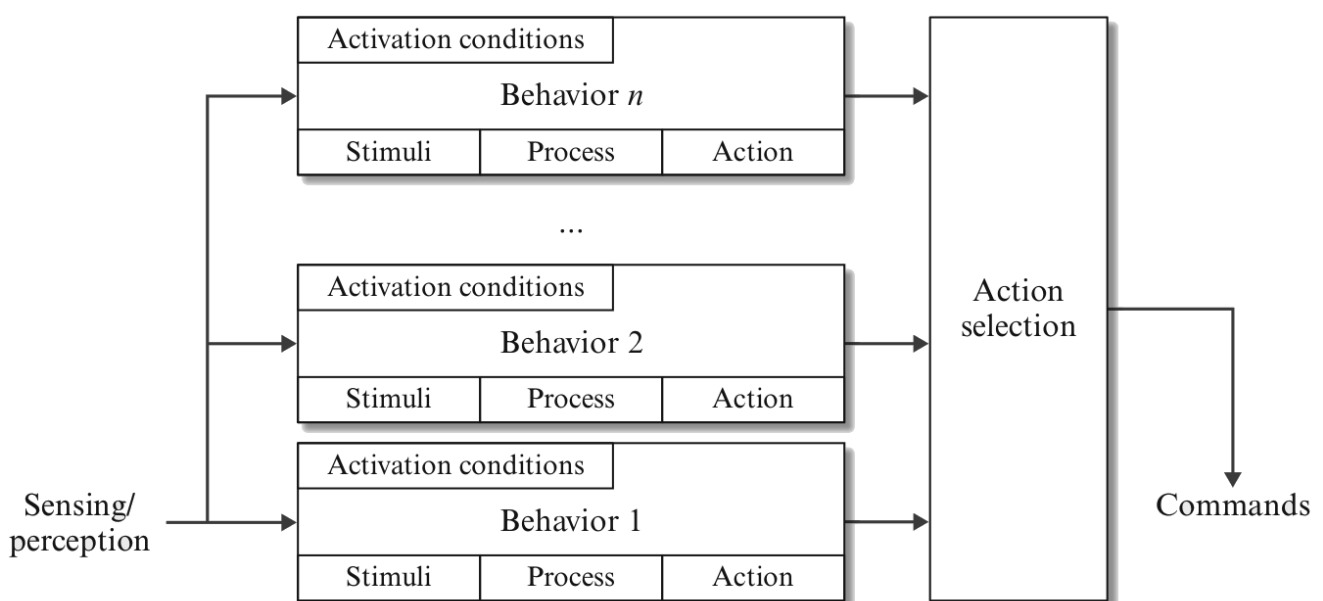 Activation conditions
Behavior n
Stimuli Process Action
...
Activation conditions
Behavior 2
Stimuli Process Action
Activation conditions
Behavior 1
Stimuli Process Action
Sensing/
perception
Action
selection
Commands